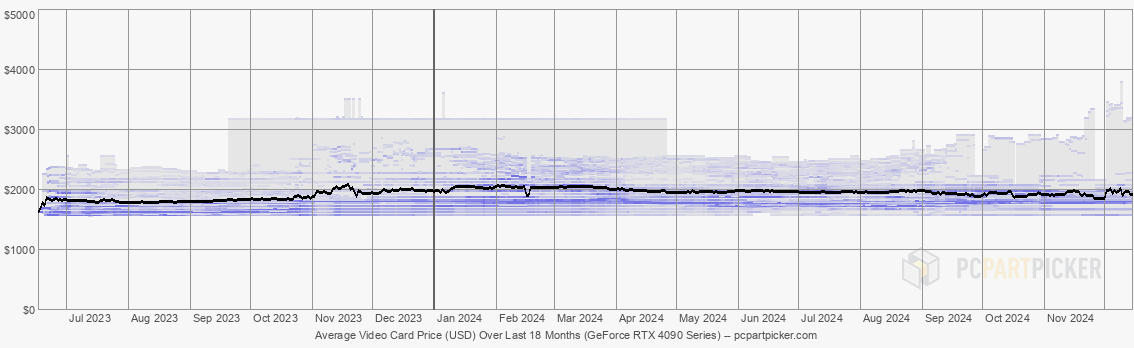 $5000
$4000
$3000
$2000
$1000
$0
PCPARTPICKER
Jul 2023 Aug 2023 Sep 2023 Oct 2023 Nov 2023 Dec 2023 Jan 2024 Feb 2024 Mar 2024 Apr 2024 May 2024 Jun 2024 Jul 2024 Aug 2024 Sep 2024 Oct 2024 Nov 2024
Average Video Card Price (USD) Over Last 18 Months (GeForce RTX 4090 Series) -- pcpartpicker.com